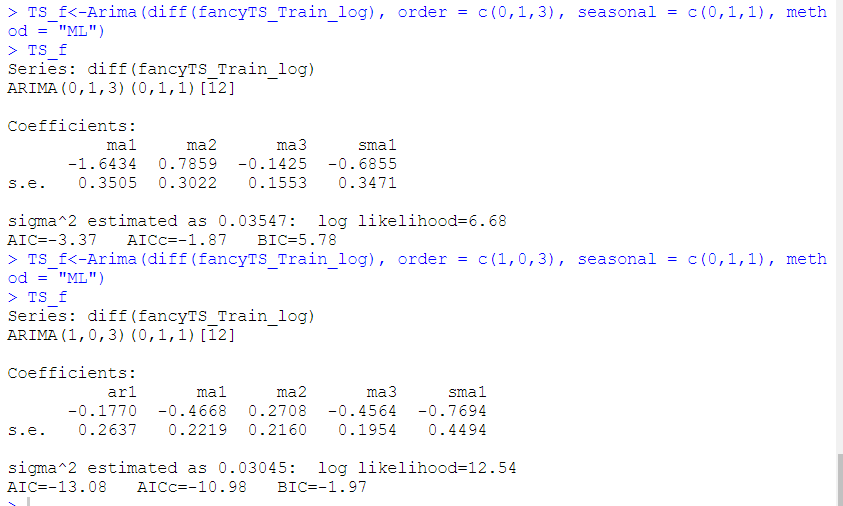 > TS_f<-Arima(diff(fancyTS_Train_log), order = c(0,1,3), seasonal = c(0,1,1), meth
od = "ML")
> TS_f
Series: diff(fancyTS_Train_log)
ARIMA(0,1,3)(0,1,1)[12]
Coefficients:
ma1 ma2 ma3 sma1
-1.6434 0.7859 -0.1425 -0.6855
s.e. 0.3505 0.3022 0.1553 0.3471
sigma^2 estimated as 0.03547: log likelihood=6.68
AIC=-3.37 AICc=-1.87 BIC=5.78
> TS_f<-Arima(diff(fancyTS_Train_log), order = c(1,0,3), seasonal = c(0,1,1), meth
od = "ML")
> TS_f
Series: diff(fancyTS_Train_log)
ARIMA(1,0,3)(0,1,1)[12]
Coefficients:
ar1 ma1 ma2 ma3 sma1
-0.1770 -0.4668 0.2708 -0.4564 -0.7694
s.e. 0.2637 0.2219 0.2160 0.1954 0.4494
sigma^2 estimated as 0.03045: log likelihood=12.54
AIC=-13.08 AICc=-10.98 BIC=-1.97
>